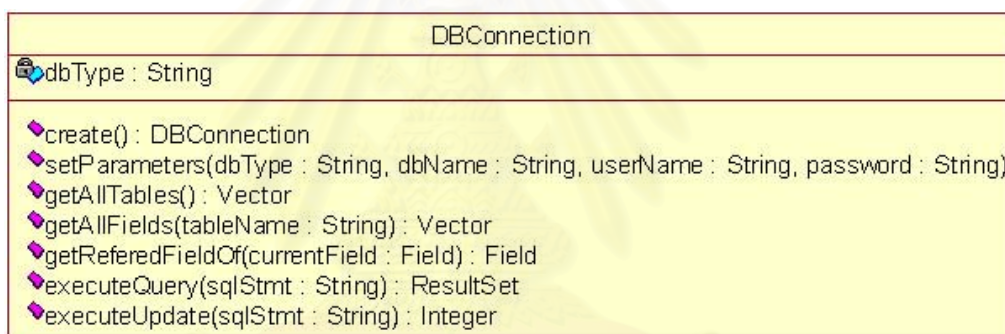 DBConnection
dbType : String
create() : DBConnection
setParameters(dbType : String, dbName : String, userName : String, password : String)
getAllTables() : Vector
getAllFields(tableName : String) : Vector
getReferedFieldOf(currentField : Field) : Field
executeQuery(sqlStmt : String) : ResultSet
executeUpdate(sqlStmt : String) : Integer